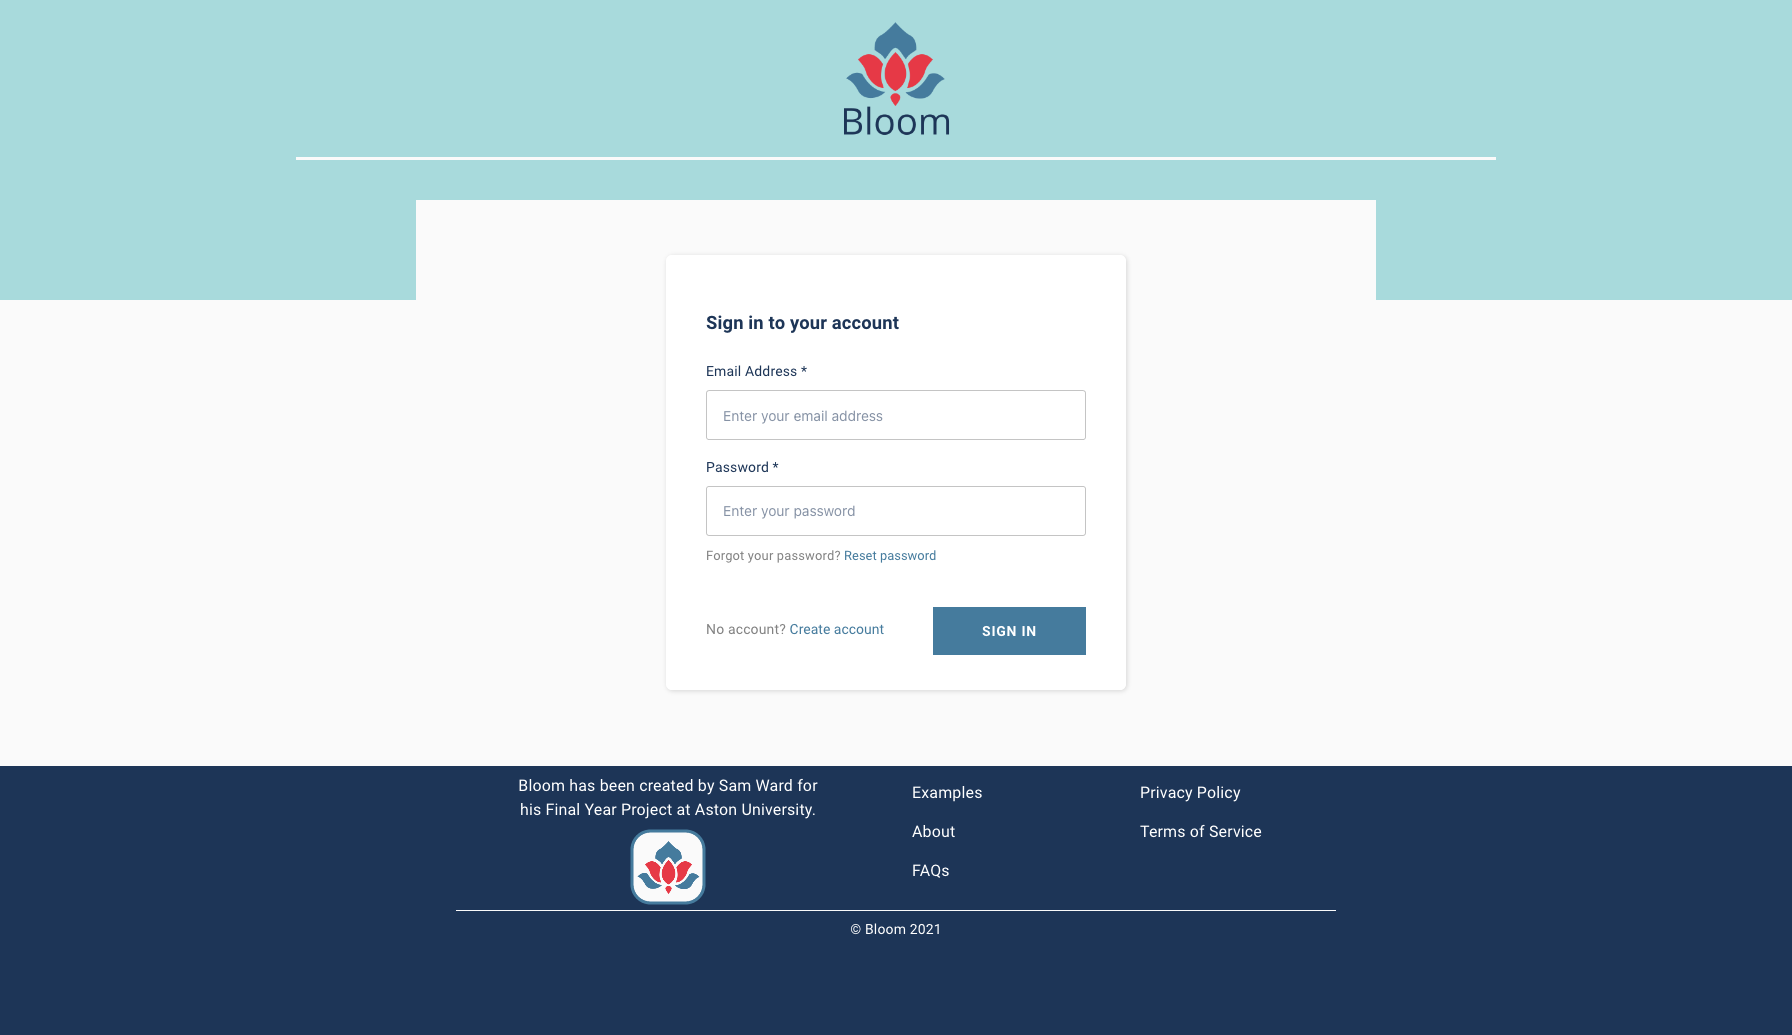 Bloom
Sign in to your account
Email Address *
Enter your email address
Password *
Enter your password
Forgot your password? Reset password
No account? Create account
SIGN IN
Bloom has been created by Sam Ward for
his Final Year Project at Aston University.
Examples
About
FAQs
Privacy Policy
Terms of Service
© Bloom 2021